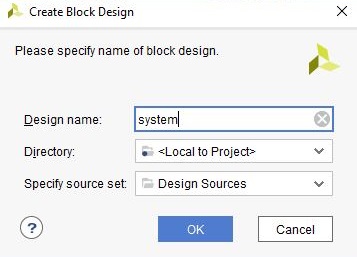 Create Block Design
Please specify name of block design.
Design name: system
Directory: <Local to Project>
Specify source set: Design Sources
? OK Cancel